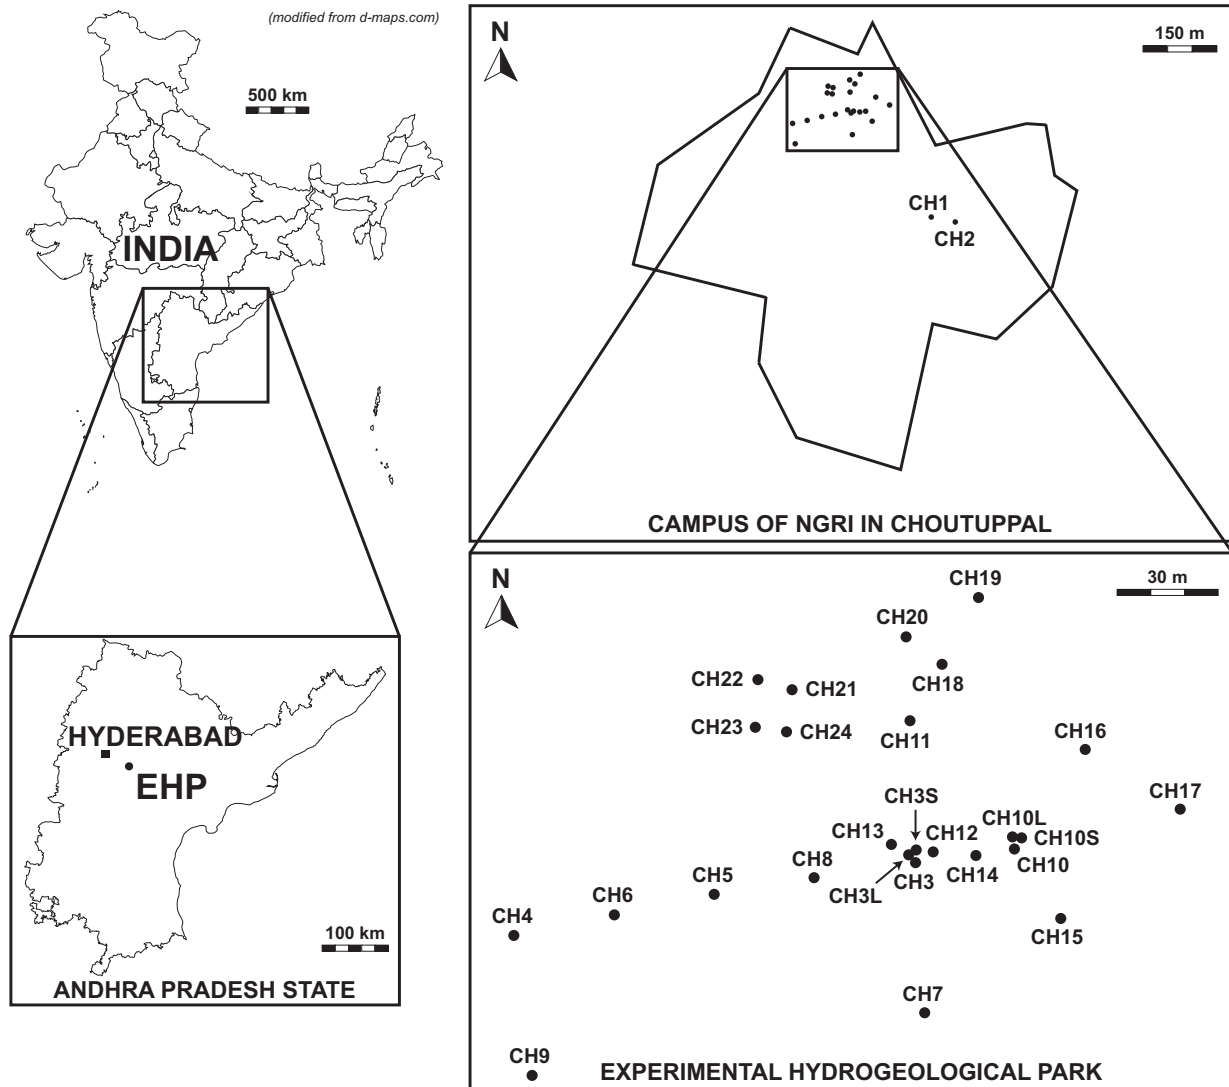 (modified from d-maps.com)
500 km
INDIA
HYDERABAD
EHP
100 km
ANDHRA PRADESH STATE
N
150 m
CH1
CH2
CAMPUS OF NGRI IN CHOUTUPPAL
N
30 m
CH19
CH20
CH18
CH22
CH21
CH23
CH24
CH11
CH16
CH17
CH3S
CH13
CH12
CH10L
CH10S
CH10
CH14
CH3
CH3L
CH8
CH5
CH6
CH4
CH15
CH7
CH9
EXPERIMENTAL HYDROGEOLOGICAL PARK